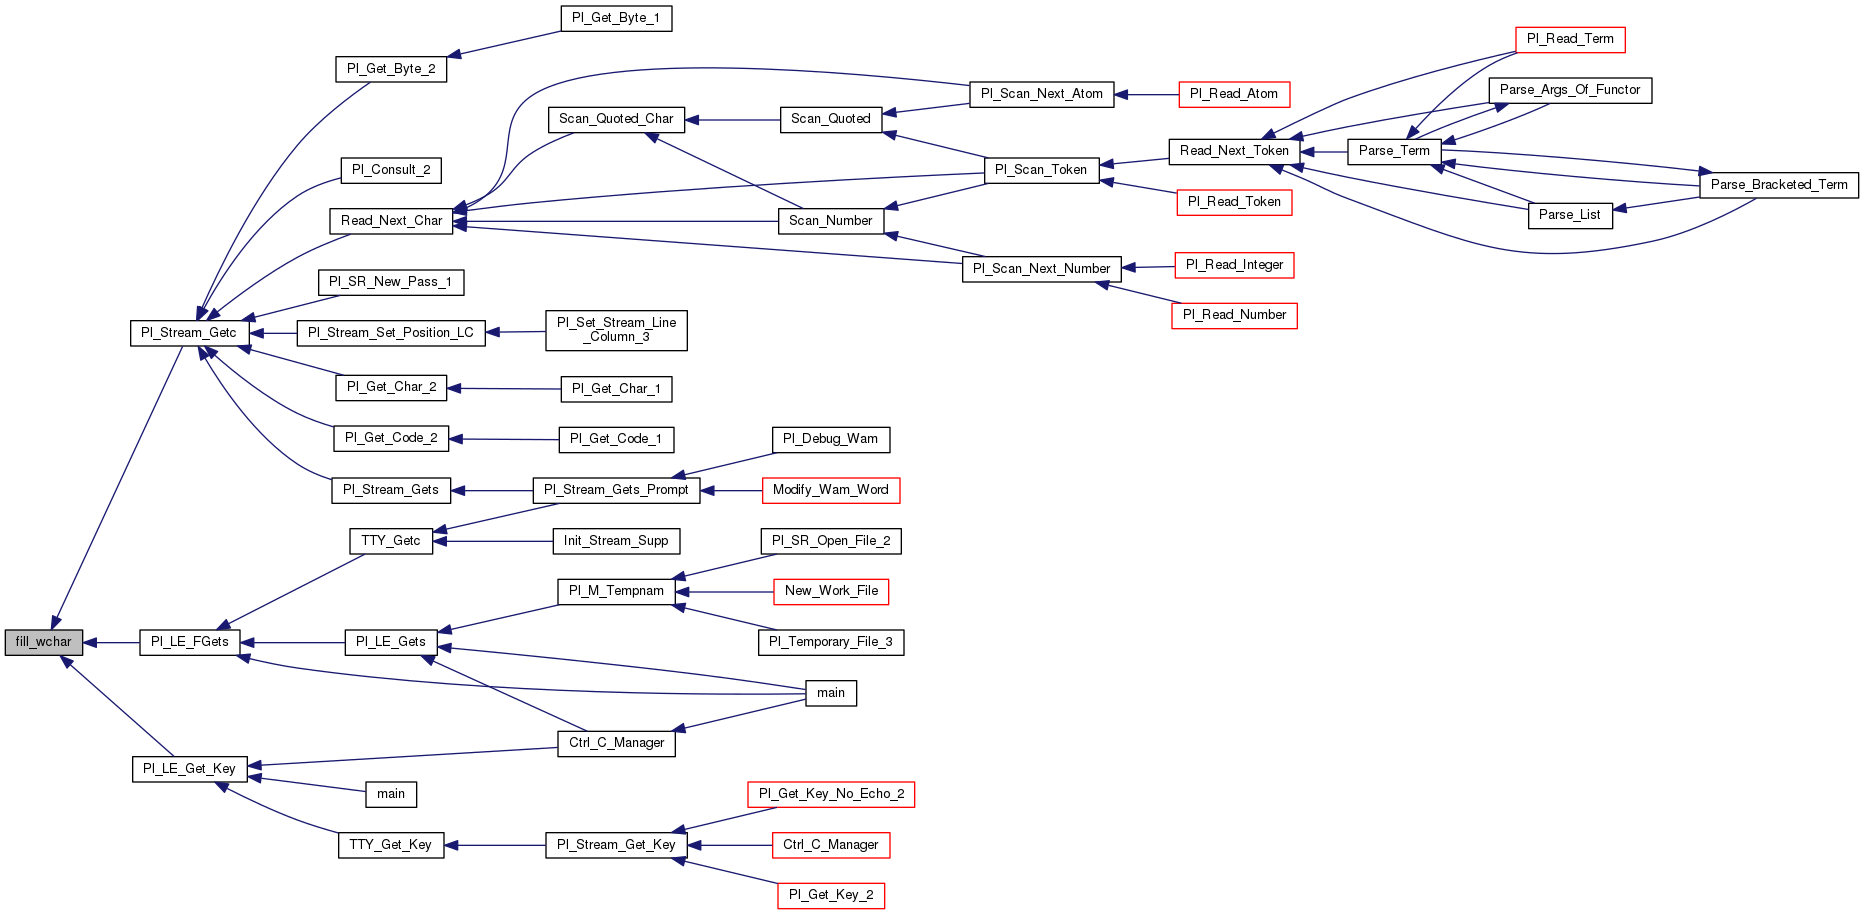 Pl_Get_Byte_1
Pl_Get_Byte_2
Pl_Read_Term
Parse_Args_Of_Functor
Pl_Scan_Next_Atom
Pl_Read_Atom
Scan_Quoted_Char
Scan_Quoted
Read_Next_Token
Parse_Term
Pl_Consult_2
Pl_Scan_Token
Parse_Bracketed_Term
Pl_Read_Token
Parse_List
Read_Next_Char
Scan_Number
Pl_Scan_Next_Number
Pl_Read_Integer
Pl_SR_New_Pass_1
Pl_Read_Number
Pl_Stream_Getc
Pl_Stream_Set_Position_LC
Pl_Set_Stream_Line
_Column_3
Pl_Get_Char_2
Pl_Get_Char_1
Pl_Get_Code_2
Pl_Get_Code_1
Pl_Debug_Wam
Pl_Stream_Gets
Pl_Stream_Gets_Prompt
Modify_Wam_Word
TTY_Getc
Init_Stream_Supp
Pl_SR_Open_File_2
Pl_M_Tempnam
New_Work_File
fill_wchar
Pl_LE_FGets
Pl_LE_Gets
Pl_Temporary_File_3
main
Ctrl_C_Manager
Pl_LE_Get_Key
main
Pl_Get_Key_No_Echo_2
TTY_Get_Key
Pl_Stream_Get_Key
Ctrl_C_Manager
Pl_Get_Key_2